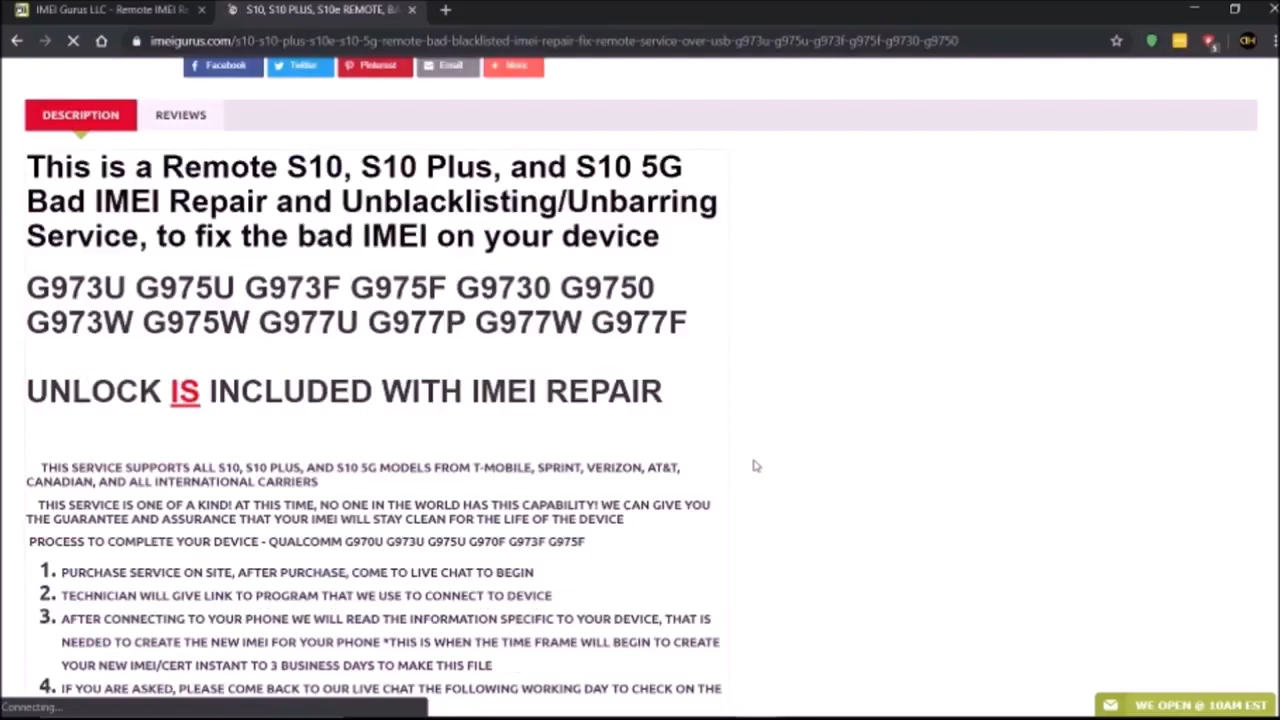 IMEI Gurus LLC - Remote IMEI Re
S10, S10 PLUS, S10e REMOTE, BA
imeigurus.com/s10-s10-plus-s10e-s10-5g-remote-bad-blacklisted-imei-repair-fix-remote-service-over-usb-g973u-g975u-g973f-g975f-g9730-g9750
Facebook
Twitter
Pinterest
Email
More
DESCRIPTION
REVIEWS
This is a Remote S10, S10 Plus, and S10 5G
Bad IMEI Repair and Unblacklisting/Unbarring
Service, to fix the bad IMEI on your device
G973U G975U G973F G975F G9730 G9750
G973W G975W G977U G977P G977W G977F
UNLOCK IS INCLUDED WITH IMEI REPAIR
THIS SERVICE SUPPORTS ALL S10, S10 PLUS, AND S10 5G MODELS FROM T-MOBILE, SPRINT, VERIZON, AT&T,
CANADIAN, AND ALL INTERNATIONAL CARRIERS
THIS SERVICE IS ONE OF A KIND! AT THIS TIME, NO ONE IN THE WORLD HAS THIS CAPABILITY! WE CAN GIVE YOU
THE GUARANTEE AND ASSURANCE THAT YOUR IMEI WILL STAY CLEAN FOR THE LIFE OF THE DEVICE
PROCESS TO COMPLETE YOUR DEVICE - QUALCOMM G970U G973U G975U G970F G973F G975F
1. PURCHASE SERVICE ON SITE, AFTER PURCHASE, COME TO LIVE CHAT TO BEGIN
2. TECHNICIAN WILL GIVE LINK TO PROGRAM THAT WE USE TO CONNECT TO DEVICE
3. AFTER CONNECTING TO YOUR PHONE WE WILL READ THE INFORMATION SPECIFIC TO YOUR DEVICE, THAT IS
NEEDED TO CREATE THE NEW IMEI FOR YOUR PHONE *THIS IS WHEN THE TIME FRAME WILL BEGIN TO CREATE
YOUR NEW IMEI/CERT INSTANT TO 3 BUSINESS DAYS TO MAKE THIS FILE
4. IF YOU ARE ASKED, PLEASE COME BACK TO OUR LIVE CHAT THE FOLLOWING WORKING DAY TO CHECK ON THE
Connecting...
WE OPEN @ 10AM EST